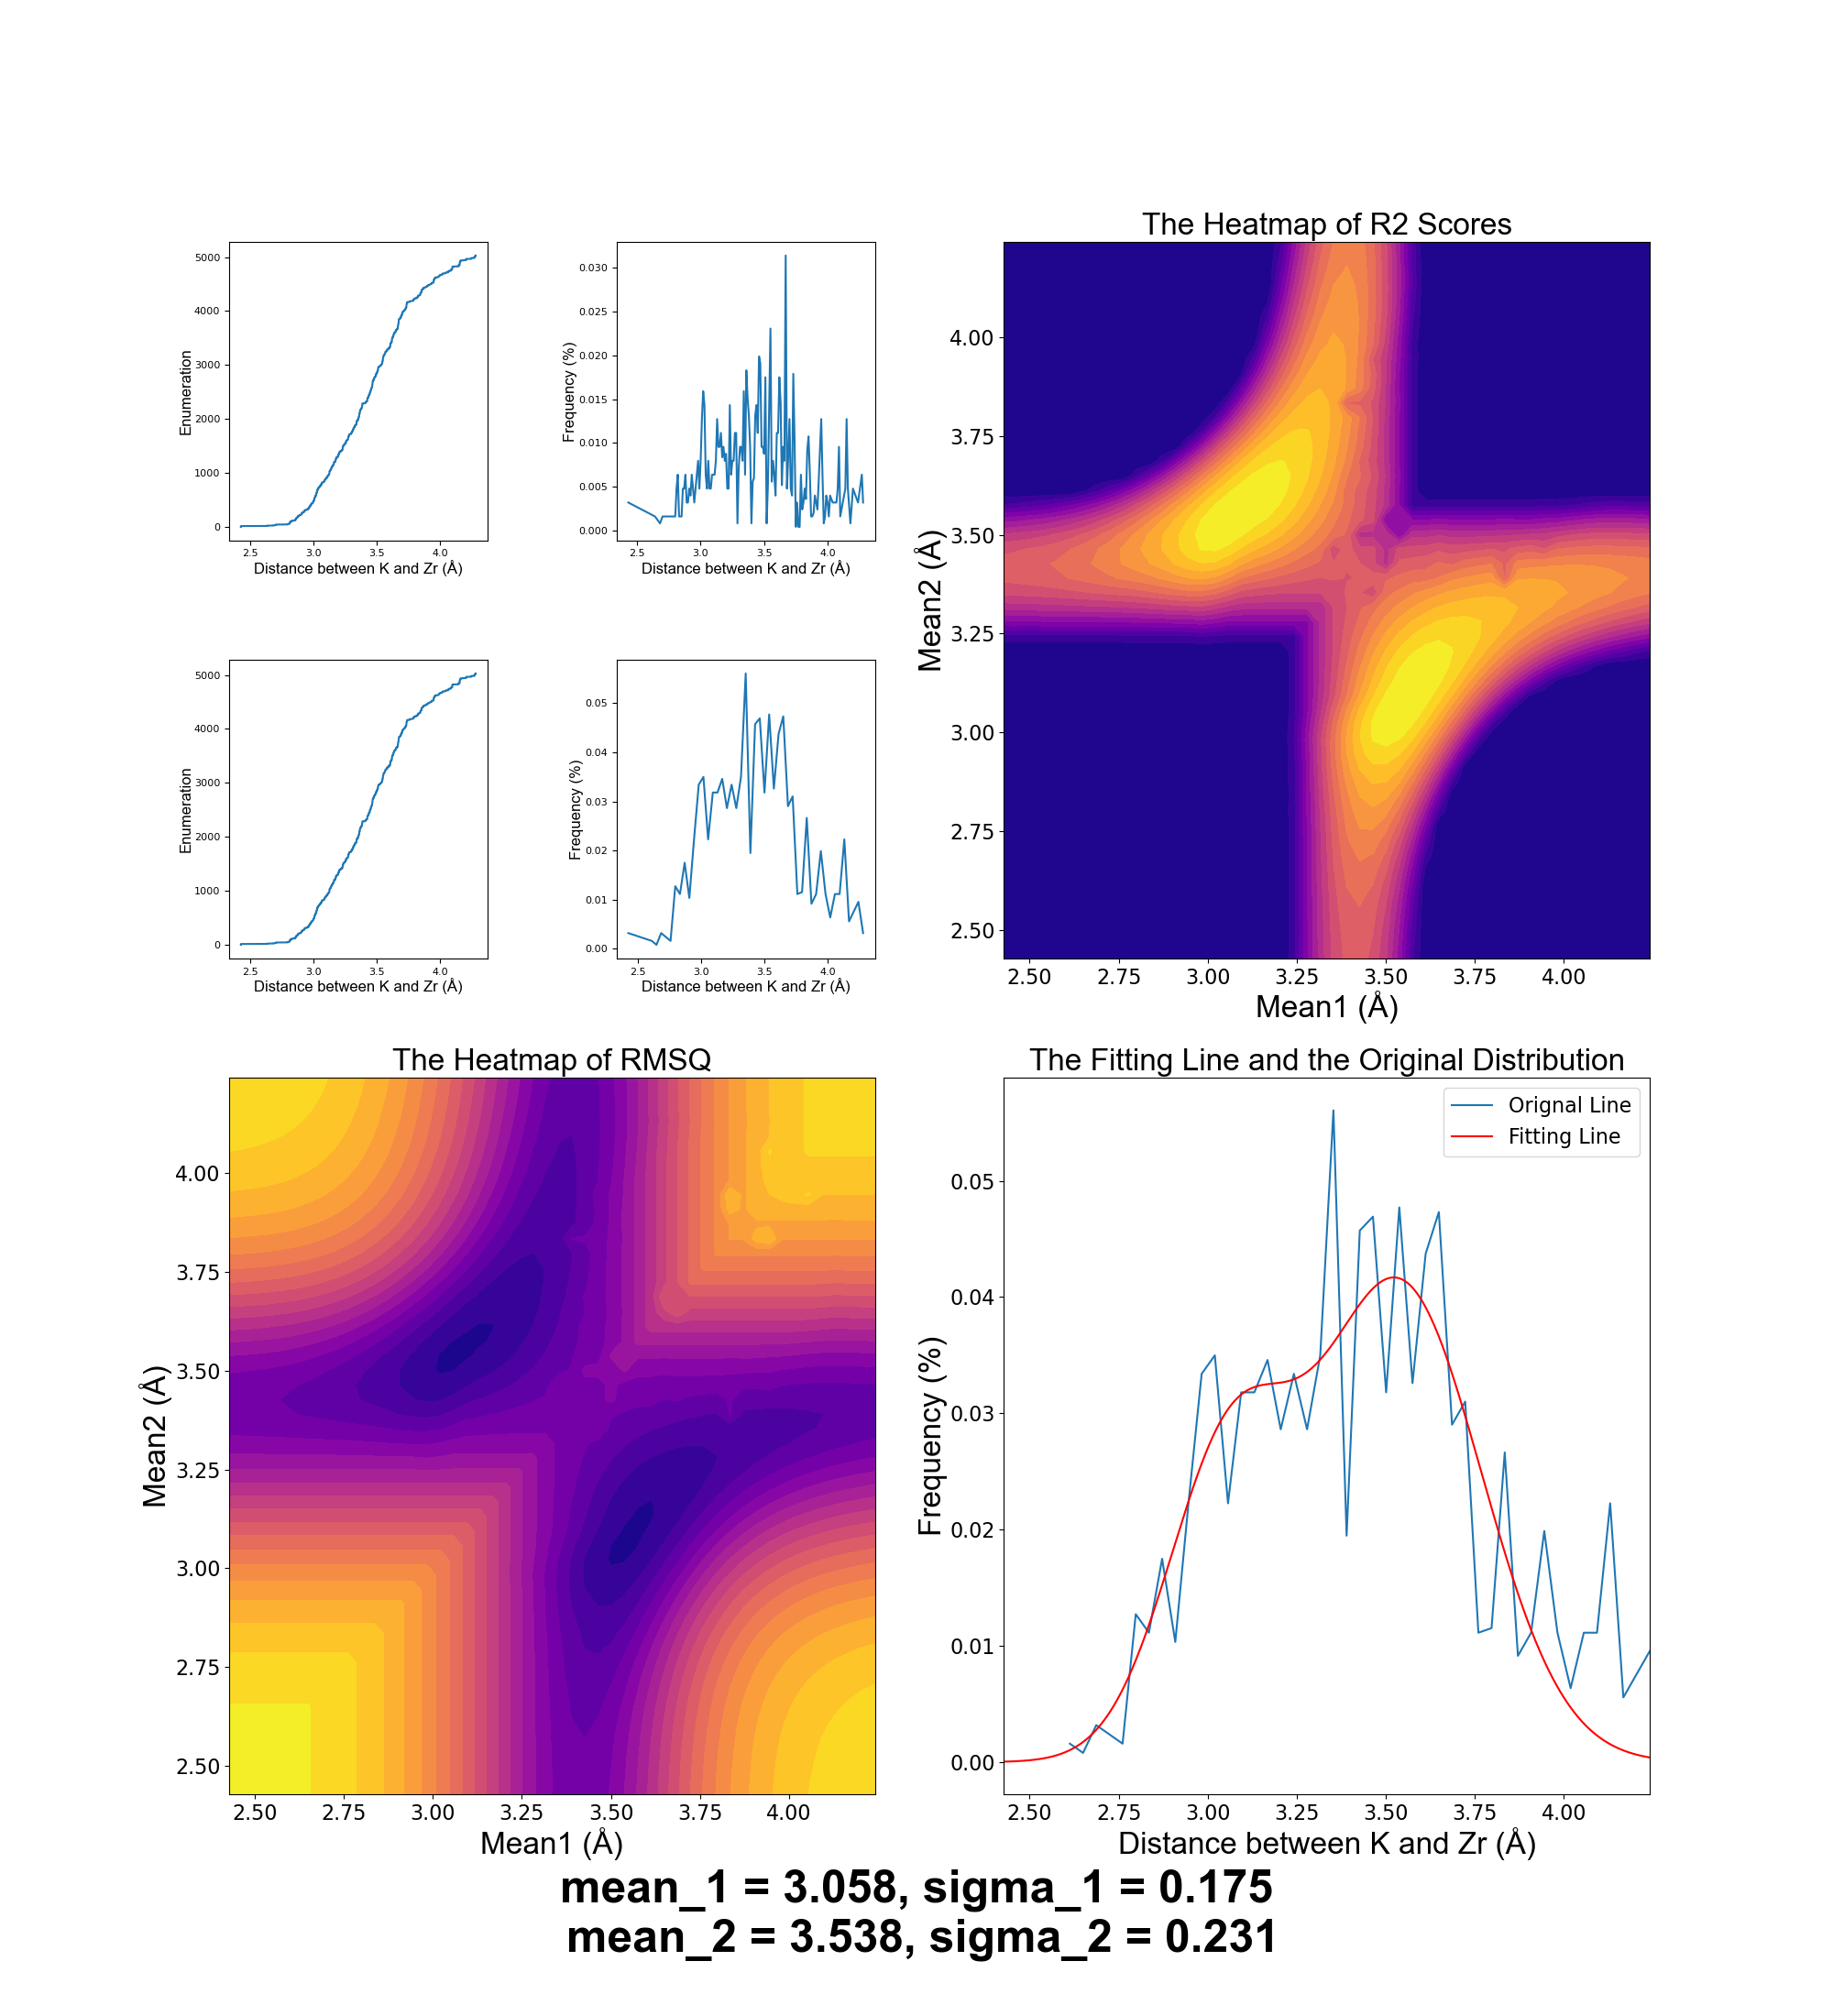 The Heatmap of R2 Scores
5000
4000
3000
2000
1000
0
Enumeration
2.5 3.0 3.5 4.0
Distance between K and Zr (Å)
0.030
0.025
0.020
0.015
0.010
0.005
0.000
Frequency (%)
2.5 3.0 3.5 4.0
Distance between K and Zr (Å)
4.00
3.75
3.50
3.25
3.00
2.75
2.50
Mean2 (Å)
2.50 2.75 3.00 3.25 3.50 3.75 4.00
Mean1 (Å)
5000
4000
3000
2000
1000
0
Enumeration
2.5 3.0 3.5 4.0
Distance between K and Zr (Å)
0.05
0.04
0.03
0.02
0.01
0.00
Frequency (%)
2.5 3.0 3.5 4.0
Distance between K and Zr (Å)
The Heatmap of RMSQ
4.00
3.75
3.50
3.25
3.00
2.75
2.50
Mean2 (Å)
2.50 2.75 3.00 3.25 3.50 3.75 4.00
Mean1 (Å)
The Fitting Line and the Original Distribution
Orignal Line
Fitting Line
0.05
0.04
0.03
0.02
0.01
0.00
Frequency (%)
2.50 2.75 3.00 3.25 3.50 3.75 4.00
Distance between K and Zr (Å)
mean_1 = 3.058, sigma_1 = 0.175
mean_2 = 3.538, sigma_2 = 0.231